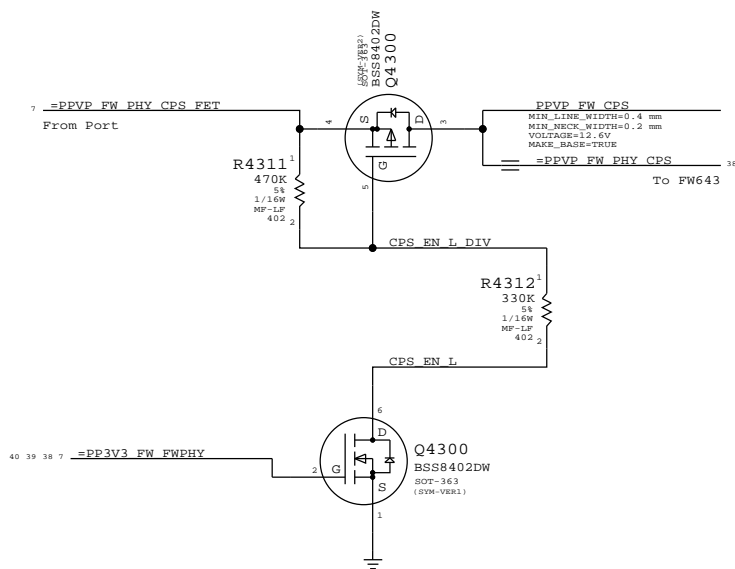 (SYM-VER2)
SOT-363
BSS8402DW
Q4300
7 =PPVP_FW_PHY_CPS_FET
From Port
4
S
D
3
G
5
PPVP_FW_CPS
MIN_LINE_WIDTH=0.4 mm
MIN_NECK_WIDTH=0.2 mm
VOLTAGE=12.6V
MAKE_BASE=TRUE
=PPVP_FW_PHY_CPS 38
To FW643
R4311 1
470K
5%
1/16W
MF-LF
402 2
CPS_EN_L_DIV
R4312 1
330K
5%
1/16W
MF-LF
402 2
CPS_EN_L
6
D
40 39 38 7 =PP3V3_FW_FWPHY
2 G
S
1
Q4300
BSS8402DW
SOT-363
(SYM-VER1)